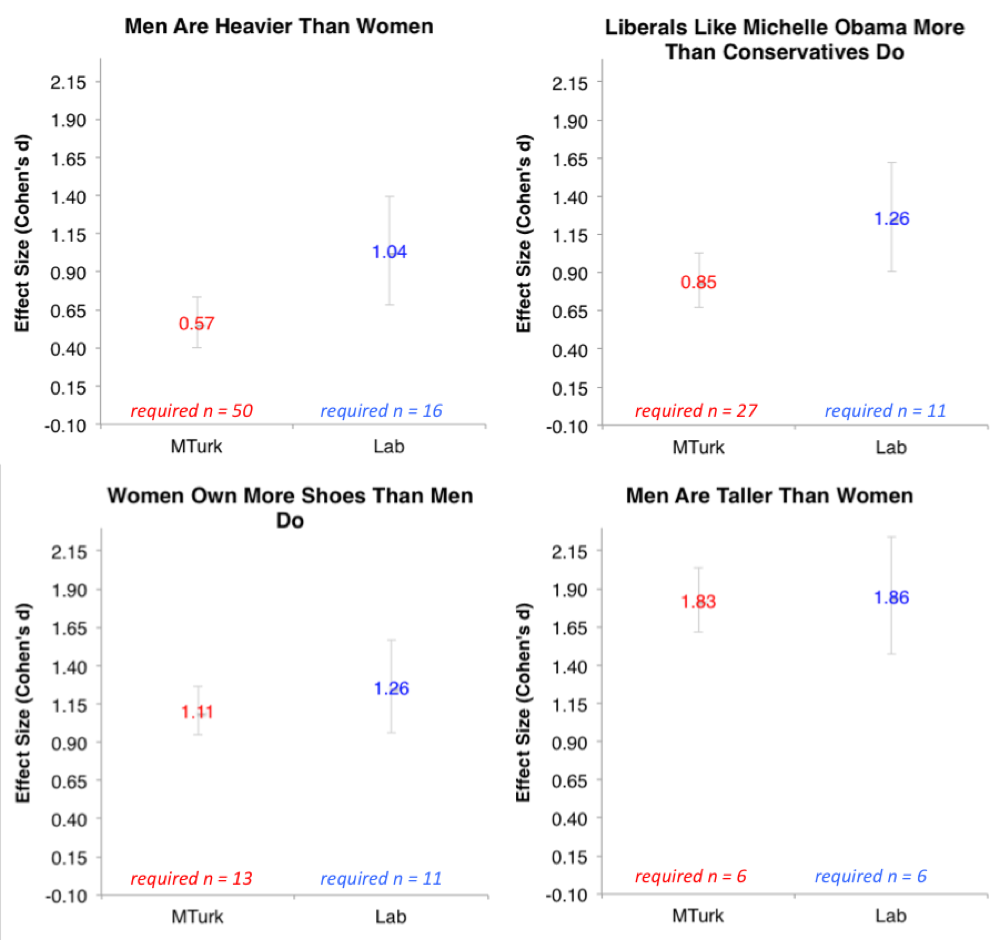 Men Are Heavier Than Women
Effect Size (Cohen's d)
2.15
1.90
1.65
1.40
1.15
0.90
0.65
0.40
0.15
-0.10
0.57
1.04
required n = 50
required n = 16
MTurk
Lab
Liberals Like Michelle Obama More
Than Conservatives Do
Effect Size (Cohen's d)
2.15
1.90
1.65
1.40
1.15
0.90
0.65
0.40
0.15
-0.10
0.85
1.26
required n = 27
required n = 11
MTurk
Lab
Women Own More Shoes Than Men
Do
Effect Size (Cohen's d)
2.15
1.90
1.65
1.40
1.15
0.90
0.65
0.40
0.15
-0.10
1.11
1.26
required n = 13
required n = 11
MTurk
Lab
Men Are Taller Than Women
Effect Size (Cohen's d)
2.15
1.90
1.65
1.40
1.15
0.90
0.65
0.40
0.15
-0.10
1.83
1.86
required n = 6
required n = 6
MTurk
Lab